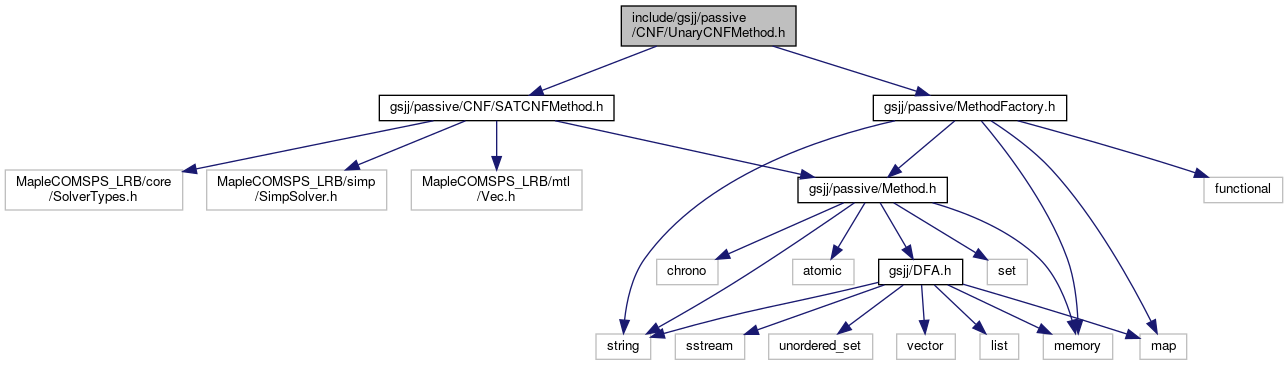 include/gsjj/passive
/CNF/UnaryCNFMethod.h
gsjj/passive/CNF/SATCNFMethod.h
gsjj/passive/MethodFactory.h
MapleCOMSPS_LRB/core
/SolverTypes.h
MapleCOMSPS_LRB/simp
/SimpSolver.h
MapleCOMSPS_LRB/mtl
/Vec.h
gsjj/passive/Method.h
functional
chrono
atomic
gsjj/DFA.h
set
string
sstream
unordered_set
vector
list
memory
map